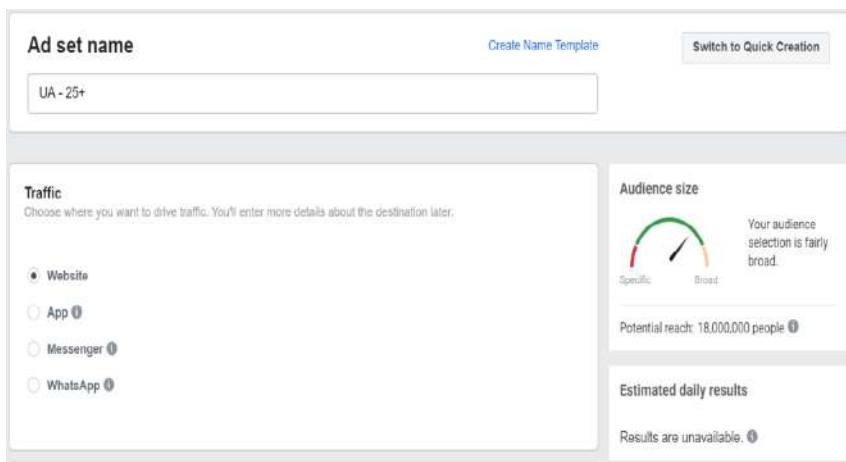 Ad set name
Create Name Template
Switch to Quick Creation
UA - 25+
Traffic
Choose where you want to drive traffic. You'll enter more details about the destination later.
Website
App
Messenger
WhatsApp
Audience size
Specific
Broad
Your audience
selection is fairly
broad.
Potential reach: 18,000,000 people
Estimated daily results
Results are unavailable.